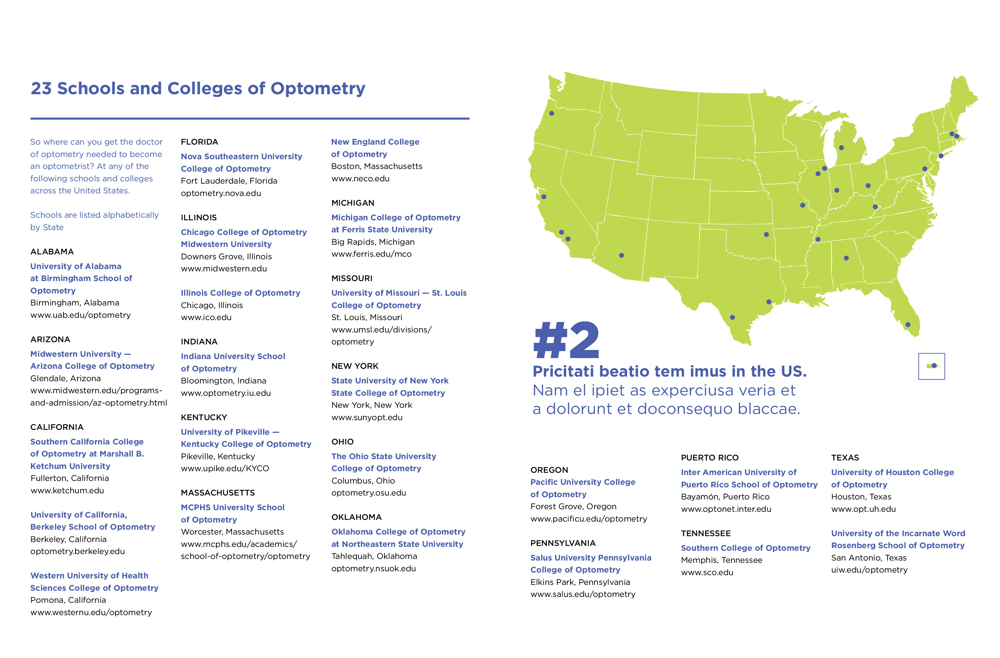 23 Schools and Colleges of Optometry
So where can you get the doctor
of optometry needed to become
an optometrist? At any of the
following schools and colleges
across the United States.
Schools are listed alphabetically
by State
ALABAMA
University of Alabama
at Birmingham School of
Optometry
Birmingham, Alabama
www.uab.edu/optometry
ARIZONA
Midwestern University —
Arizona College of Optometry
Glendale, Arizona
www.midwestern.edu/programs-
and-admission/az-optometry.html
CALIFORNIA
Southern California College
of Optometry at Marshall B.
Ketchum University
Fullerton, California
www.ketchum.edu
University of California,
Berkeley School of Optometry
Berkeley, California
optometry.berkeley.edu
Western University of Health
Sciences College of Optometry
Pomona, California
www.westernu.edu/optometry
FLORIDA
Nova Southeastern University
College of Optometry
Fort Lauderdale, Florida
optometry.nova.edu
ILLINOIS
Chicago College of Optometry
Midwestern University
Downers Grove, Illinois
www.midwestern.edu
Illinois College of Optometry
Chicago, Illinois
www.ico.edu
INDIANA
Indiana University School
of Optometry
Bloomington, Indiana
www.optometry.iu.edu
KENTUCKY
University of Pikeville —
Kentucky College of Optometry
Pikeville, Kentucky
www.upike.edu/KYCO
MASSACHUSETTS
MCPHS University School
of Optometry
Worcester, Massachusetts
www.mcphs.edu/academics/
school-of-optometry/optometry
New England College
of Optometry
Boston, Massachusetts
www.neco.edu
MICHIGAN
Michigan College of Optometry
at Ferris State University
Big Rapids, Michigan
www.ferris.edu/mco
MISSOURI
University of Missouri — St. Louis
College of Optometry
St. Louis, Missouri
www.umsl.edu/divisions/
optometry
NEW YORK
State University of New York
State College of Optometry
New York, New York
www.sunyopt.edu
OHIO
The Ohio State University
College of Optometry
Columbus, Ohio
optometry.osu.edu
OKLAHOMA
Oklahoma College of Optometry
at Northeastern State University
Tahlequah, Oklahoma
optometry.nsuok.edu
#2
Pricitati beatio tem imus in the US.
Nam el ipiet as experciusa veria et
a dolorunt et doconsequo blaccae.
OREGON
Pacific University College
of Optometry
Forest Grove, Oregon
www.pacificu.edu/optometry
PENNSYLVANIA
Salus University Pennsylvania
College of Optometry
Elkins Park, Pennsylvania
www.salus.edu/optometry
PUERTO RICO
Inter American University of
Puerto Rico School of Optometry
Bayamón, Puerto Rico
www.optonet.inter.edu
TENNESSEE
Southern College of Optometry
Memphis, Tennessee
www.sco.edu
TEXAS
University of Houston College
of Optometry
Houston, Texas
www.opt.uh.edu
University of the Incarnate Word
Rosenberg School of Optometry
San Antonio, Texas
uiw.edu/optometry